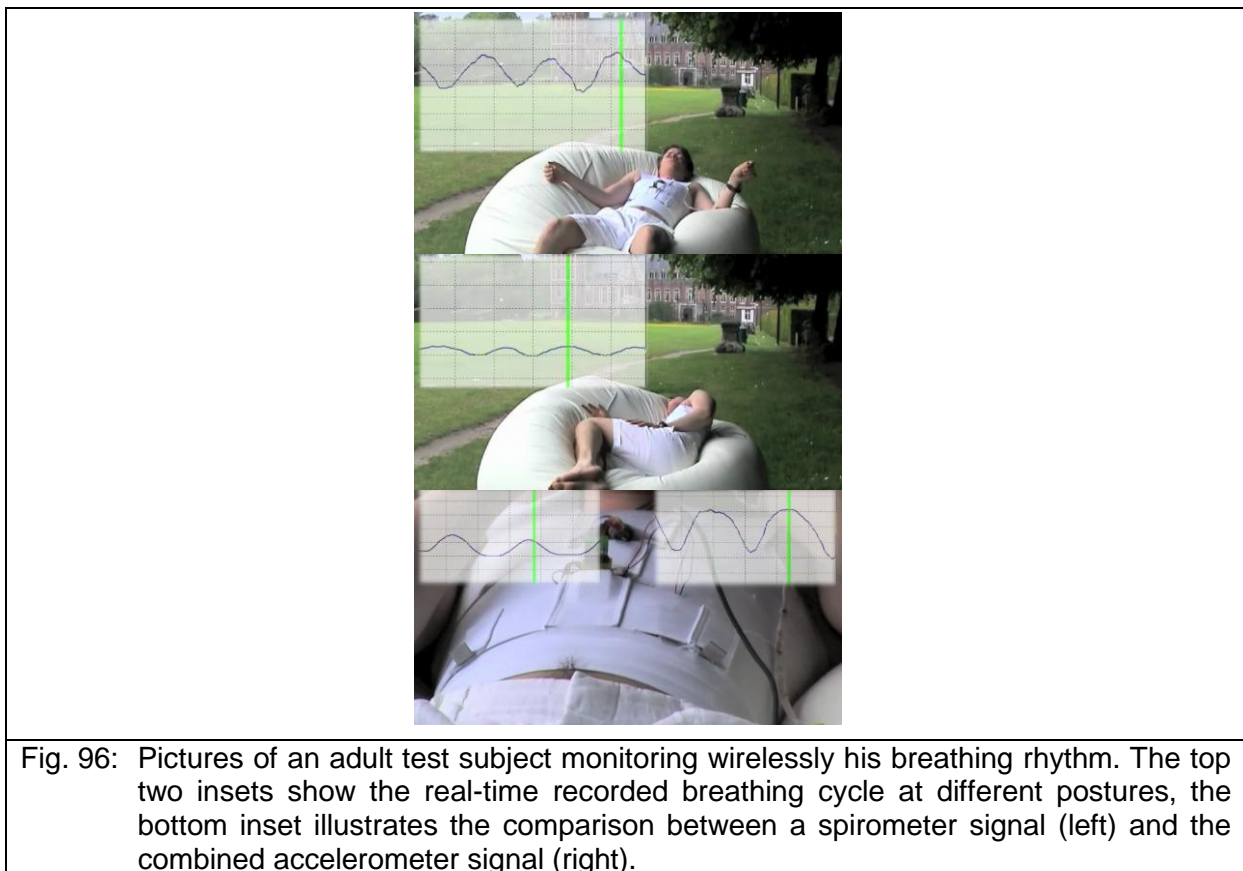 Fig. 96: Pictures of an adult test subject monitoring wirelessly his breathing rhythm. The top
two insets show the real-time recorded breathing cycle at different postures, the
bottom inset illustrates the comparison between a spirometer signal (left) and the
combined accelerometer signal (right).